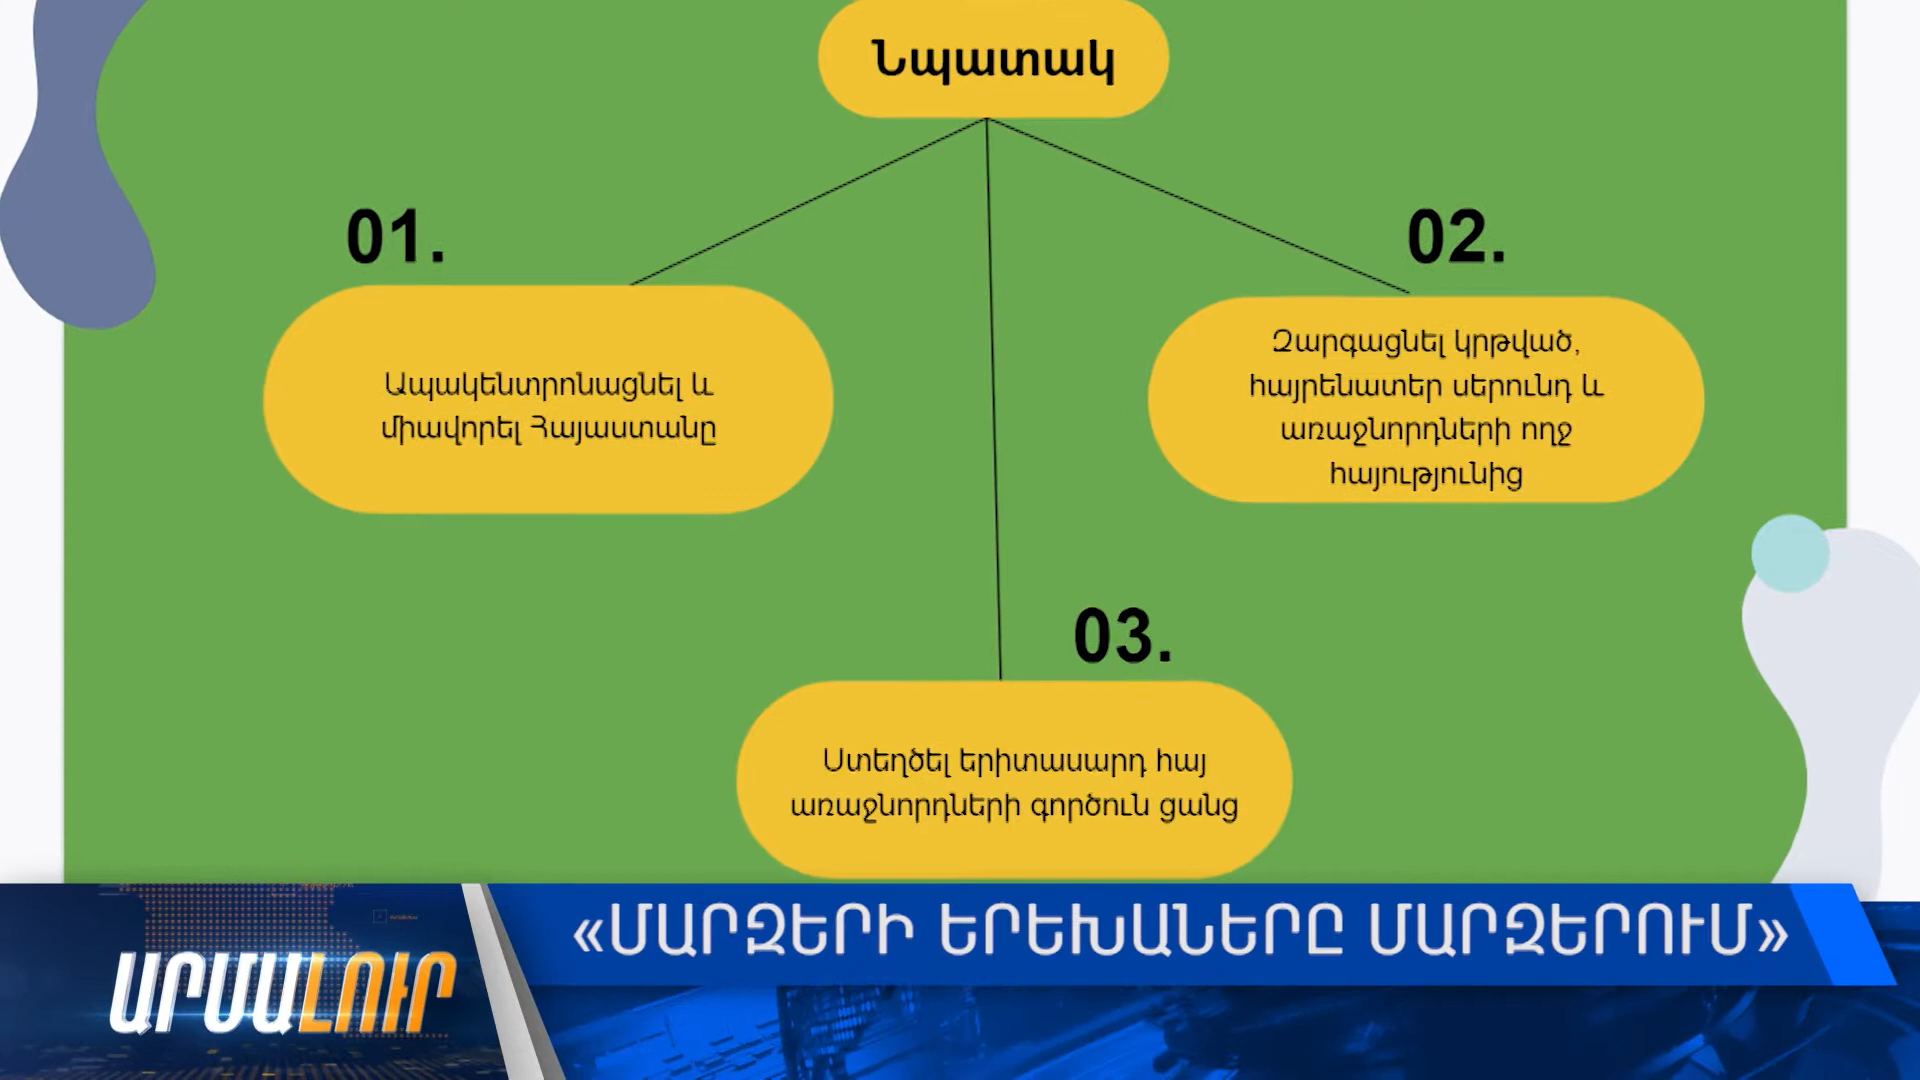 Նպատակ
01.
Ապակենտրոնացնել և
միավորել Հայաստանը
02.
Զարգացնել կրթված,
հայրենատեր սերունդ և
առաջնորդների ողջ
հայությունից
03.
Ստեղծել երիտասարդ հայ
առաջնորդների գործուն ցանց
«ՄԱՐԶԵՐԻ ԵՐԵԽԱՆԵՐԸ ՄԱՐԶԵՐՈՒՄ»
ԱՐՄԱԼՈՒՐ